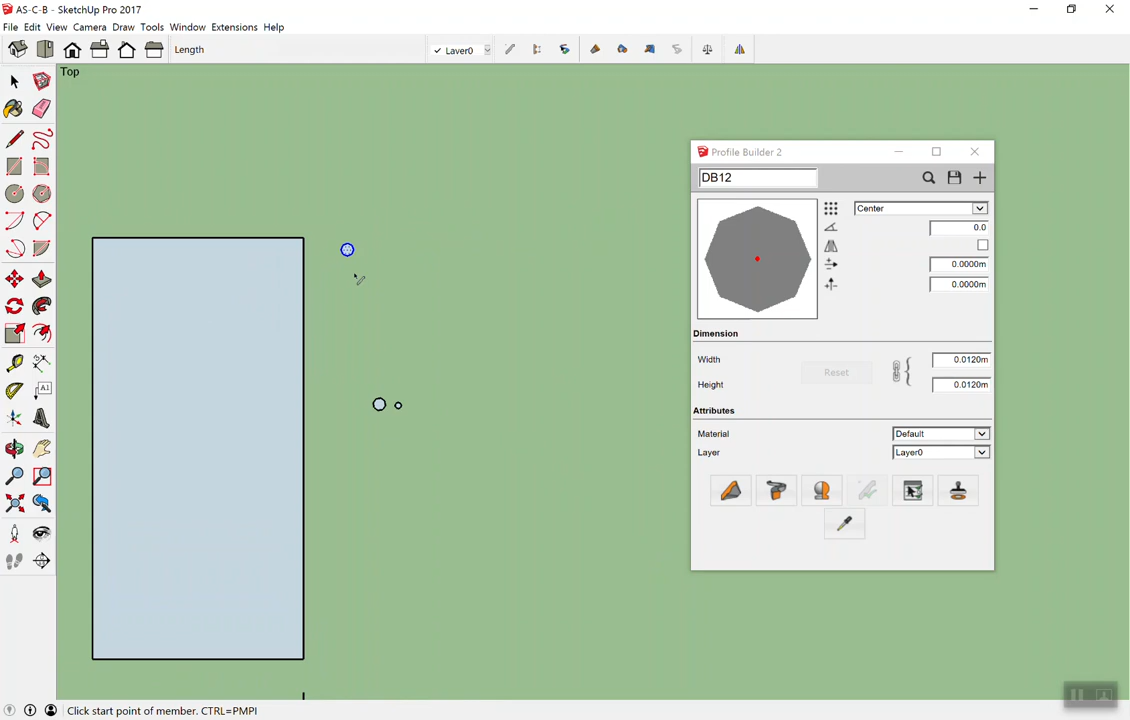 AS-C-B - SketchUp Pro 2017
File Edit View Camera Draw Tools Window Extensions Help
Length
Layer0
Top
A1
Profile Builder 2
DB12
Center
0.0
0.0000m
0.0000m
Dimension
Width
0.0120m
Reset
Height
0.0120m
Attributes
Material
Default
Layer
Layer0
Click start point of member. CTRL=PMPI